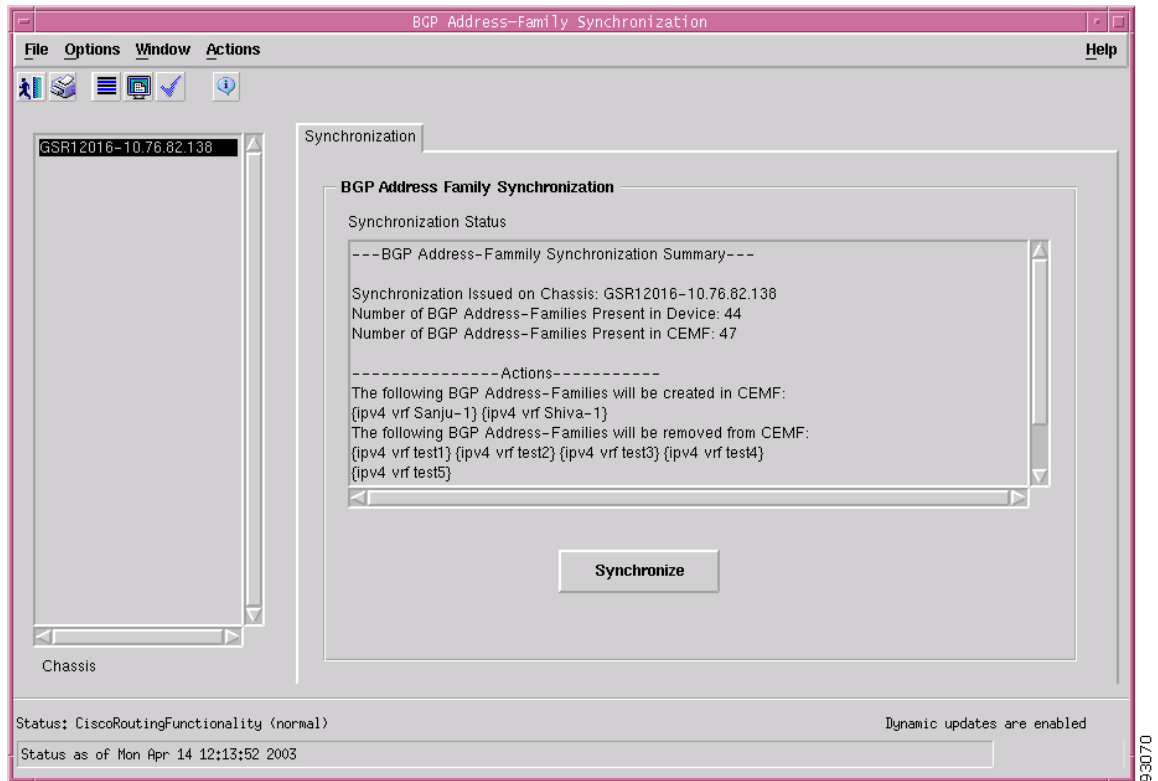 BGP Address-Family Synchronization
File Options Window Actions Help
GSR12016-10.76.82.138
Synchronization
BGP Address Family Synchronization
Synchronization Status
---BGP Address-Fammily Synchronization Summary---
Synchronization Issued on Chassis: GSR12016-10.76.82.138
Number of BGP Address-Families Present in Device: 44
Number of BGP Address-Families Present in CEMF: 47
---------------Actions-----------
The following BGP Address-Families will be created in CEMF:
{ipv4 vrf Sanju-1} {ipv4 vrf Shiva-1}
The following BGP Address-Families will be removed from CEMF:
{ipv4 vrf test1} {ipv4 vrf test2} {ipv4 vrf test3} {ipv4 vrf test4}
{ipv4 vrf test5}
Synchronize
Chassis
Status: CiscoRoutingFunctionality (normal) Dynamic updates are enabled
Status as of Mon Apr 14 12:13:52 2003
93070